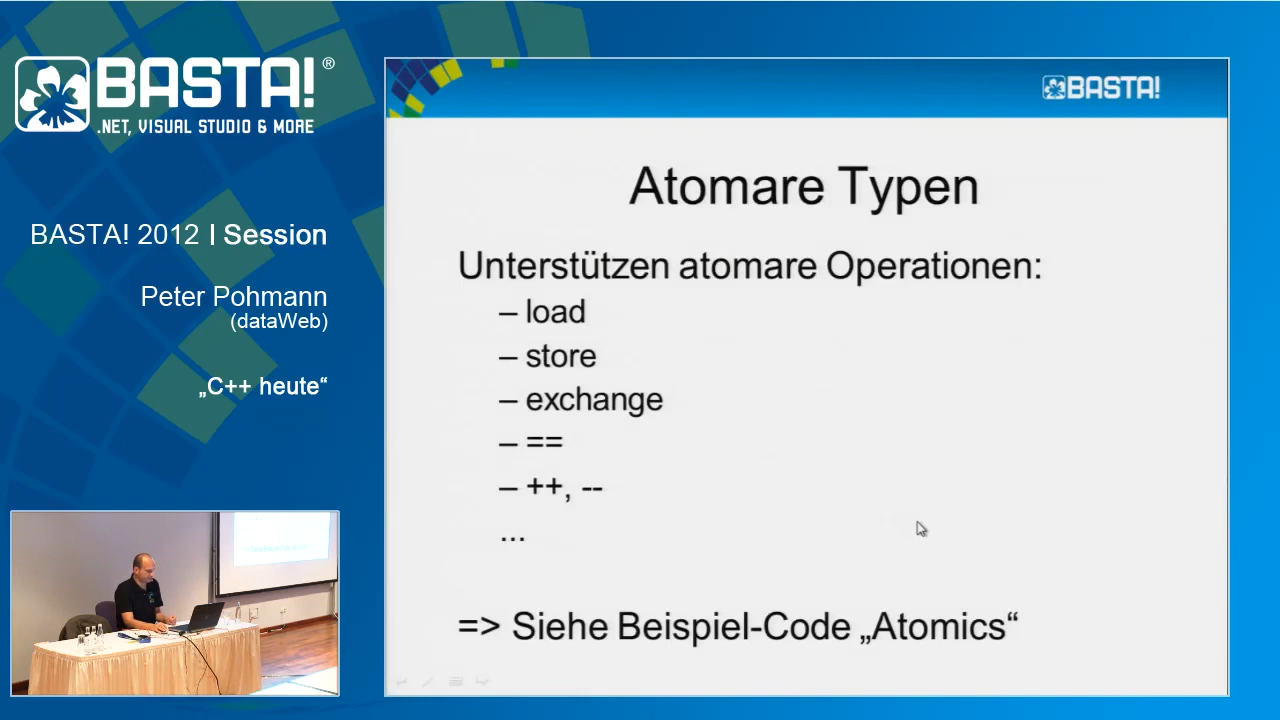 BASTA!®
.NET, VISUAL STUDIO & MORE
BASTA! 2012 | Session
Peter Pohmann
(dataWeb)
„C++ heute“
BASTA!
Atomare Typen
Unterstützen atomare Operationen:
– load
– store
– exchange
– ==
– ++, --
...
=> Siehe Beispiel-Code „Atomics“